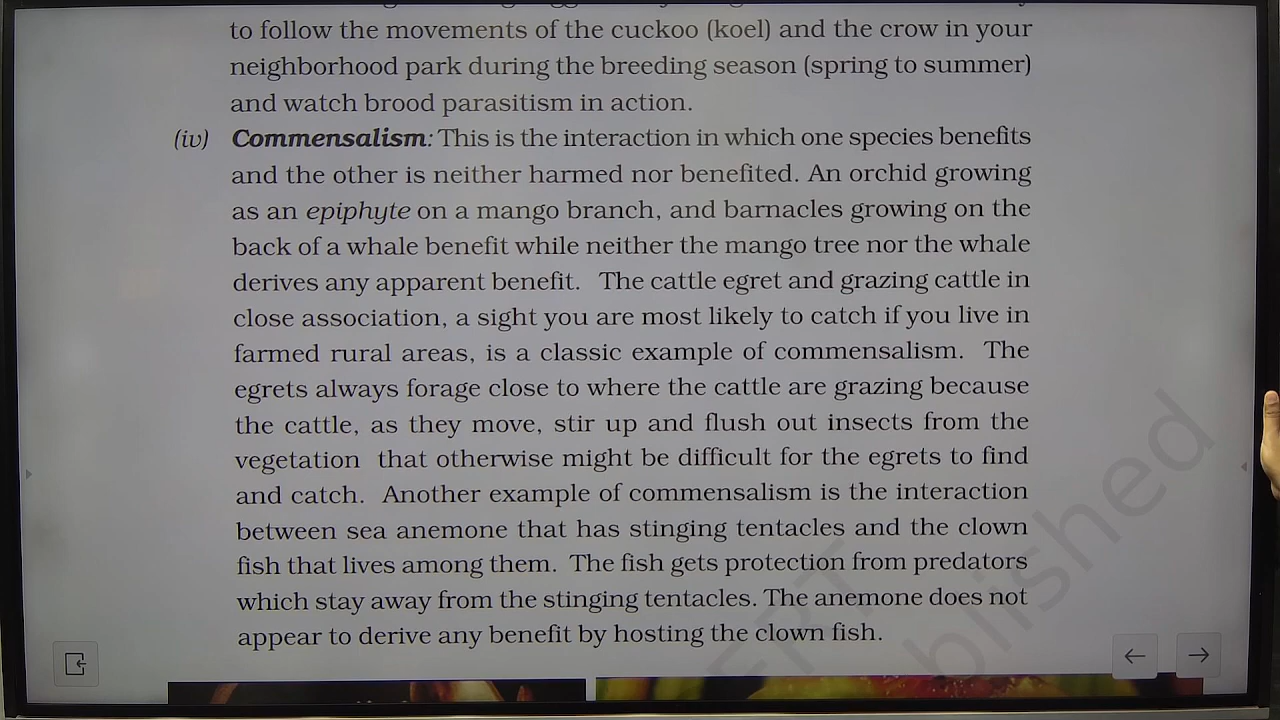 to follow the movements of the cuckoo (koel) and the crow in your
neighborhood park during the breeding season (spring to summer)
and watch brood parasitism in action.
(iv) Commensalism: This is the interaction in which one species benefits
and the other is neither harmed nor benefited. An orchid growing
as an epiphyte on a mango branch, and barnacles growing on the
back of a whale benefit while neither the mango tree nor the whale
derives any apparent benefit. The cattle egret and grazing cattle in
close association, a sight you are most likely to catch if you live in
farmed rural areas, is a classic example of commensalism. The
egrets always forage close to where the cattle are grazing because
the cattle, as they move, stir up and flush out insects from the
vegetation that otherwise might be difficult for the egrets to find
and catch. Another example of commensalism is the interaction
between sea anemone that has stinging tentacles and the clown
fish that lives among them. The fish gets protection from predators
which stay away from the stinging tentacles. The anemone does not
appear to derive any benefit by hosting the clown fish.